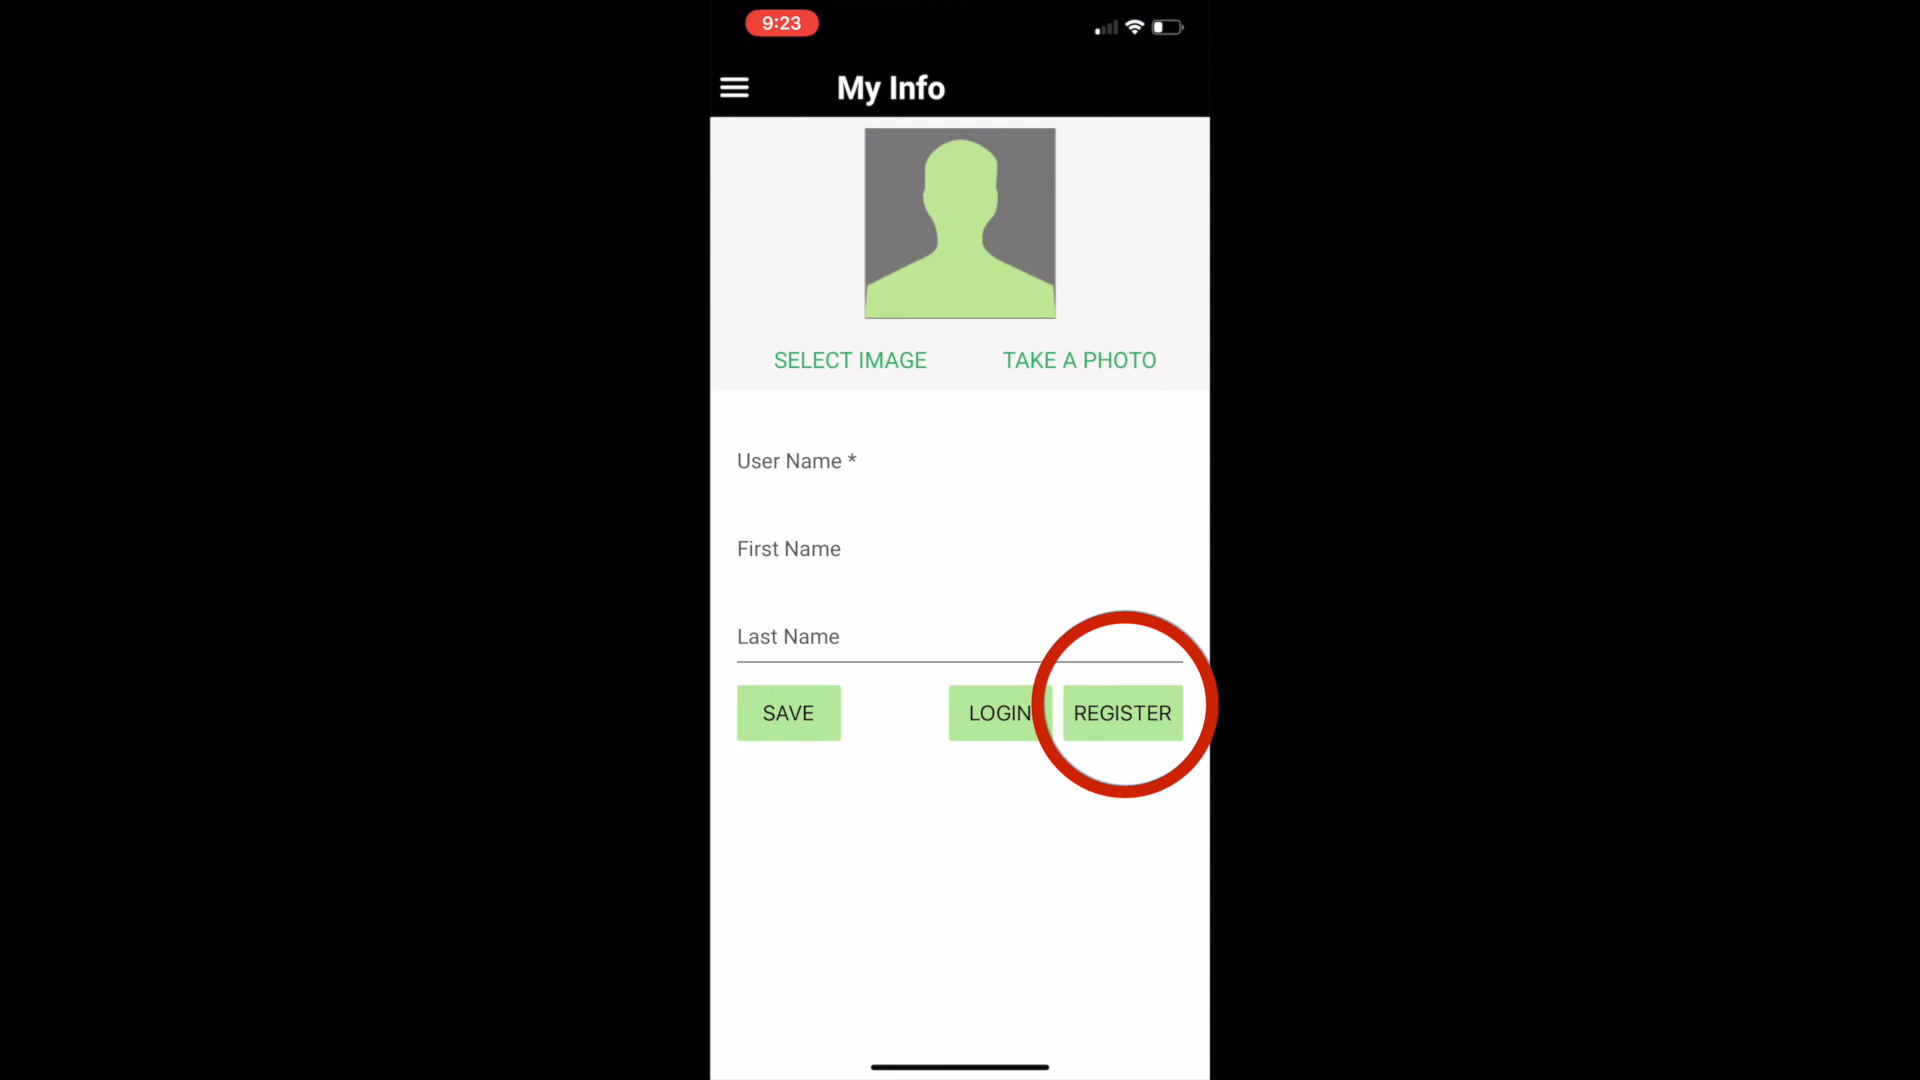 9:23
My Info
SELECT IMAGE TAKE A PHOTO
User Name *
First Name
Last Name
SAVE LOGIN REGISTER